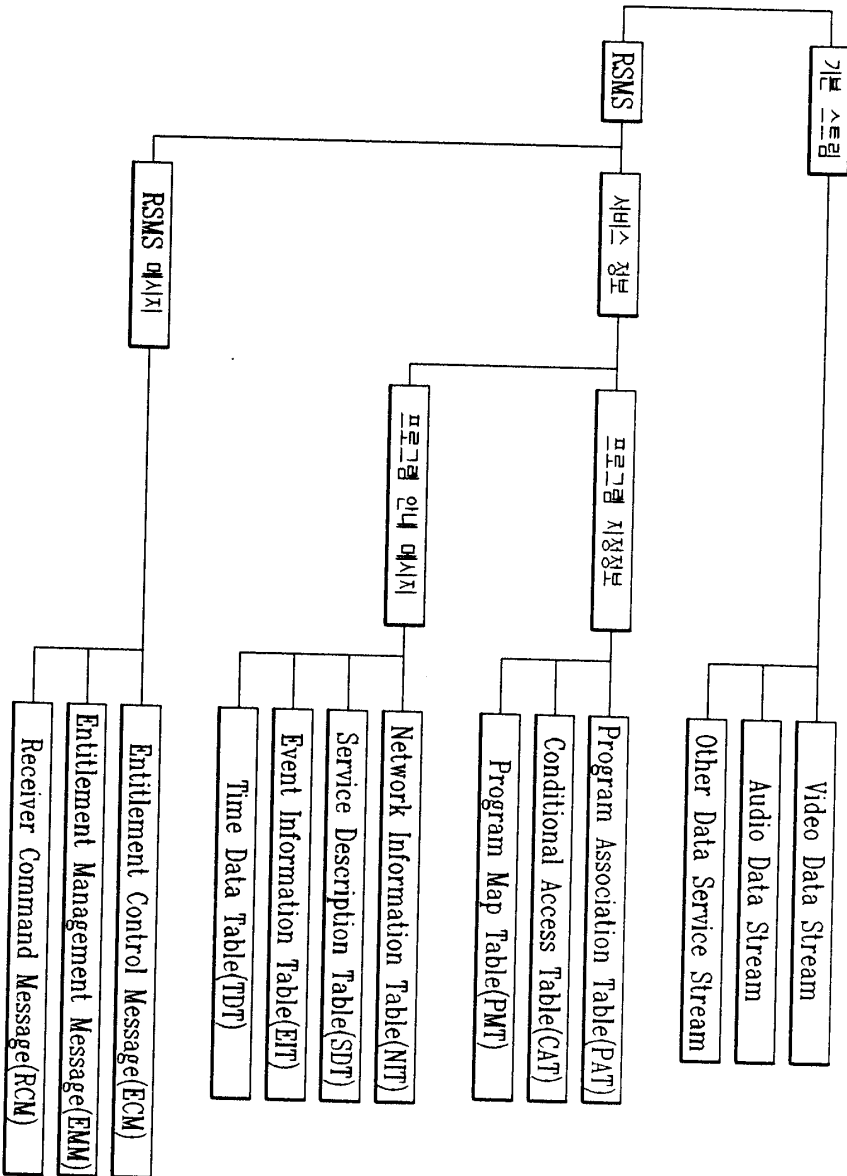 기본 스트림
Video Data Stream
Audio Data Stream
Other Data Service Stream
RSMS
서비스 정보
프로그램 지정정보
Program Association Table(PAT)
Conditional Access Table(CAT)
Program Map Table(PMT)
프로그램 안내 메시지
Network Information Table(NIT)
Service Description Table(SDT)
Event Information Table(EIT)
Time Data Table(TDT)
RSMS 메시지
Entitlement Control Message(ECM)
Entitlement Management Message(EMM)
Receiver Command Message(RCM)